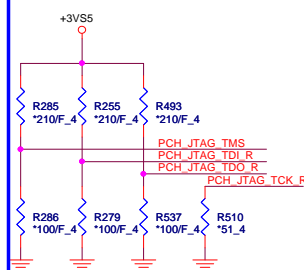 +3VS5
R285 R255 R493
*210/F_4 *210/F_4 *210/F_4
PCH_JTAG_TMS
PCH_JTAG_TDI_R
PCH_JTAG_TDO_R
PCH_JTAG_TCK_R
R286 R279 R537 R510
*100/F_4 *100/F_4 *100/F_4 *51_4